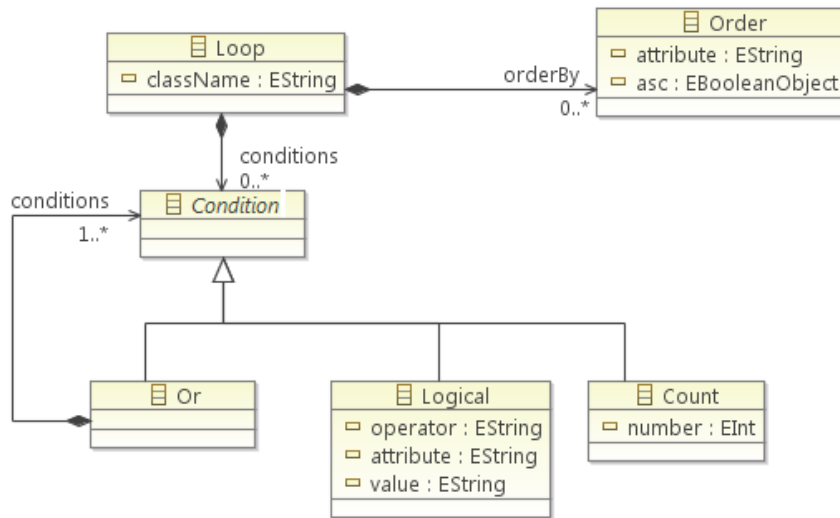 Loop
className : EString
Order
attribute : EString
asc : EBooleanObject
orderBy
0..*
conditions
0..*
conditions
1..*
Condition
Or
Logical
operator : EString
attribute : EString
value : EString
Count
number : EInt